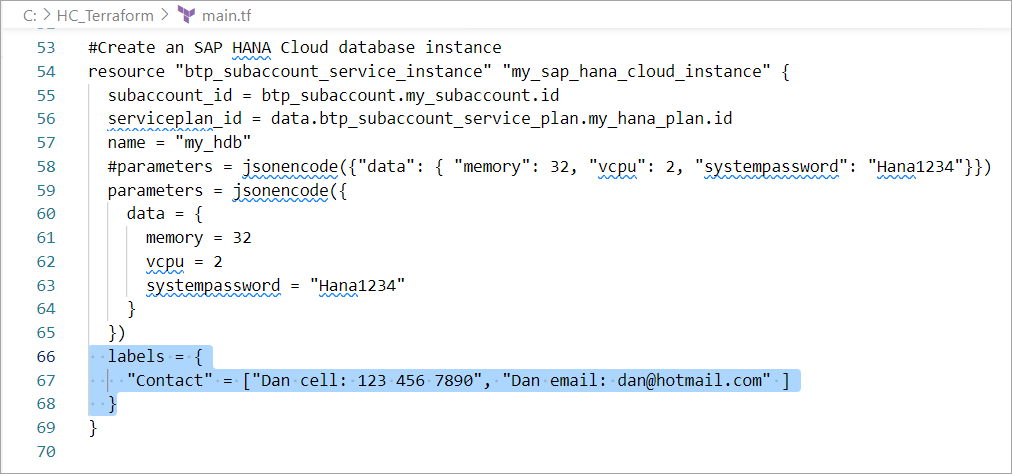 C: > HC_Terraform > main.tf
53 #Create an SAP HANA Cloud database instance
54 resource "btp_subaccount_service_instance" "my_sap_hana_cloud_instance" {
55 subaccount_id = btp_subaccount.my_subaccount.id
56 serviceplan_id = data.btp_subaccount_service_plan.my_hana_plan.id
57 name = "my_hdb"
58 #parameters = jsonencode({"data": { "memory": 32, "vcpu": 2, "systempassword": "Hana1234"}})
59 parameters = jsonencode({
60 data = {
61 memory = 32
62 vcpu = 2
63 systempassword = "Hana1234"
64 }
65 })
66 labels = {
67 "Contact" = ["Dan cell: 123 456 7890", "Dan email: dan@hotmail.com" ]
68 }
69 }
70